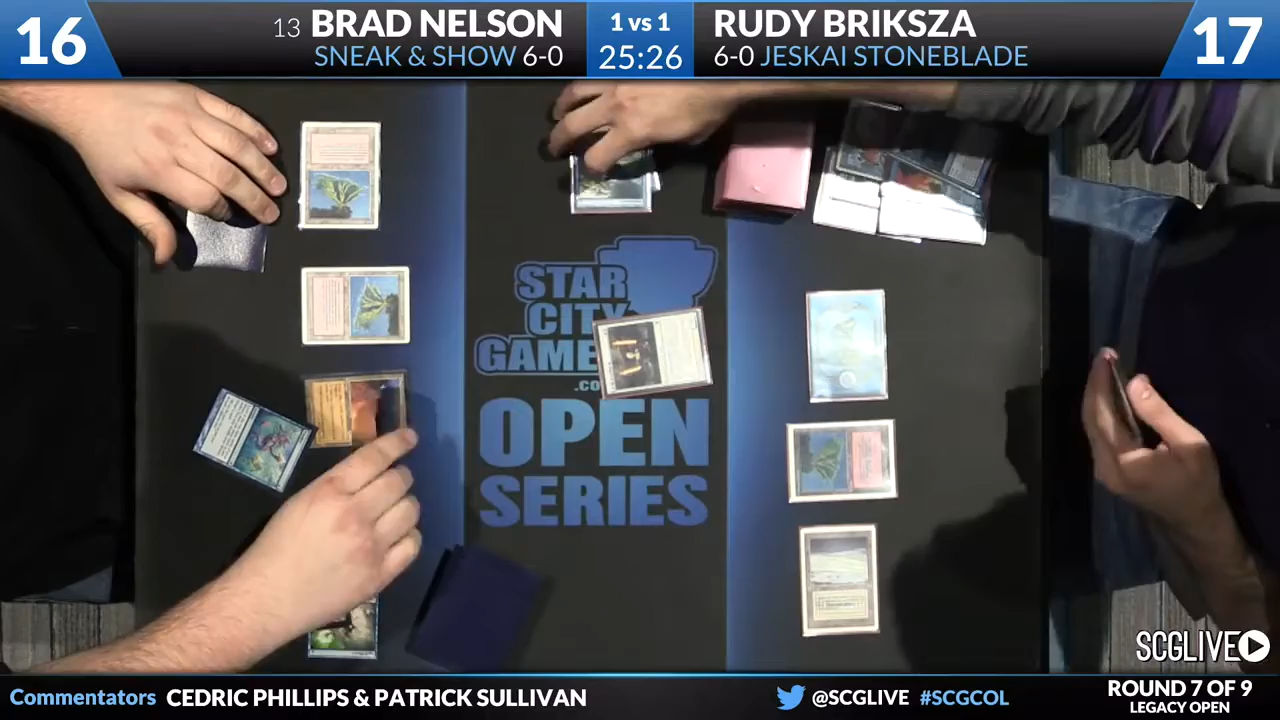 16
13 BRAD NELSON
SNEAK & SHOW 6-0
1 vs 1
25:26
RUDY BRIKSZA
6-0 JESKAI STONEBLADE
17
STAR
CITY
GAME
.co
OPEN
SERIES
SCGLIVE
Commentators CEDRIC PHILLIPS & PATRICK SULLIVAN
@SCGLIVE #SCGCOL
ROUND 7 OF 9
LEGACY OPEN